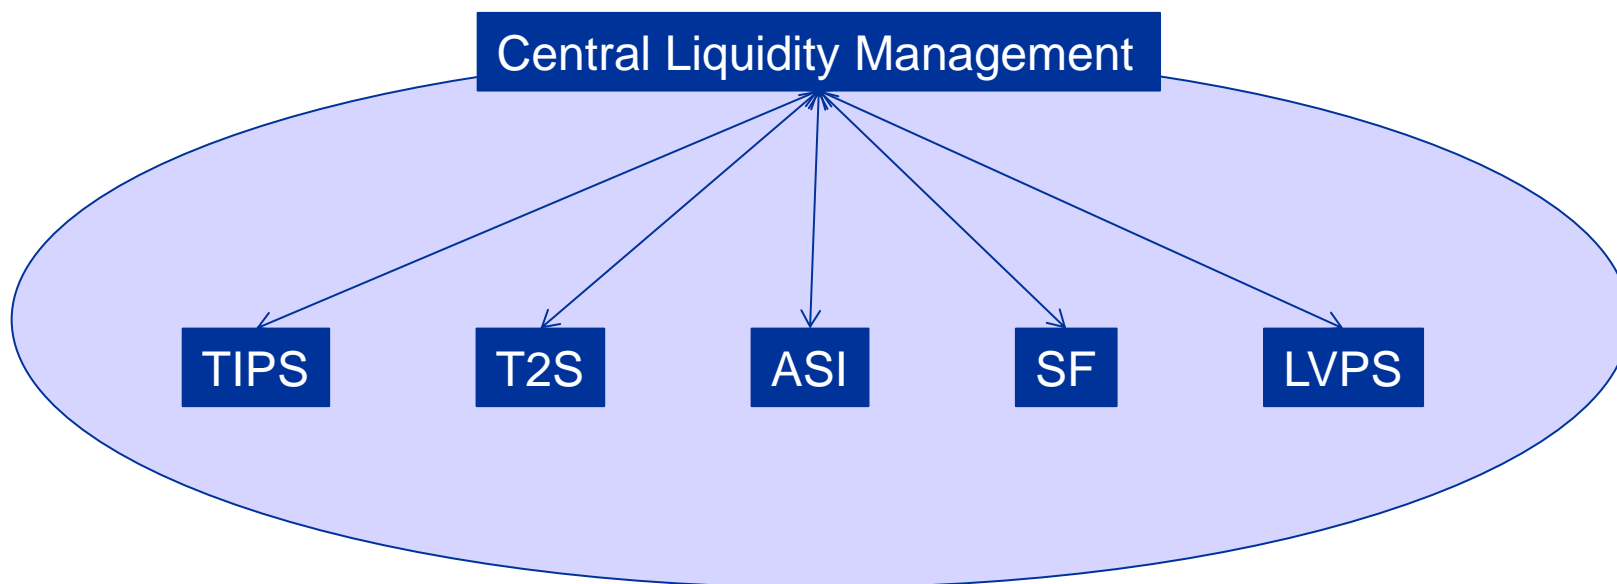 Central Liquidity Management
TIPS
T2S
ASI
SF
LVPS